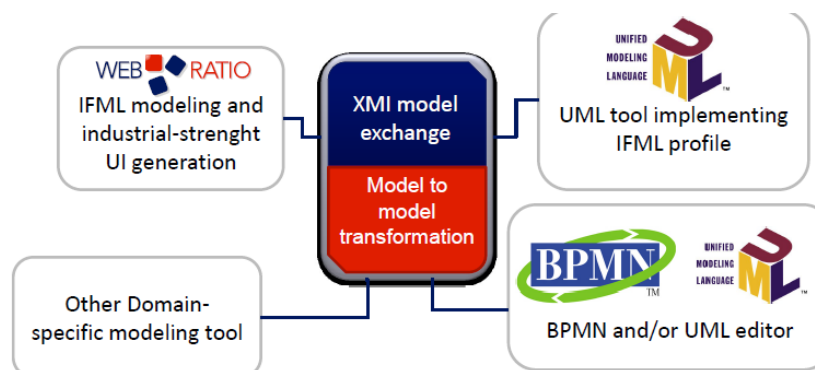 WEB RATIO
IFML modeling and
industrial-strenght
UI generation
XMI model
exchange
Model to
model
transformation
UNIFIED
MODELING
LANGUAGE
UML
TM
UML tool implementing
IFML profile
Other Domain-
specific modeling tool
BPMN
TM
UNIFIED
MODELING
LANGUAGE
UML
TM
BPMN and/or UML editor